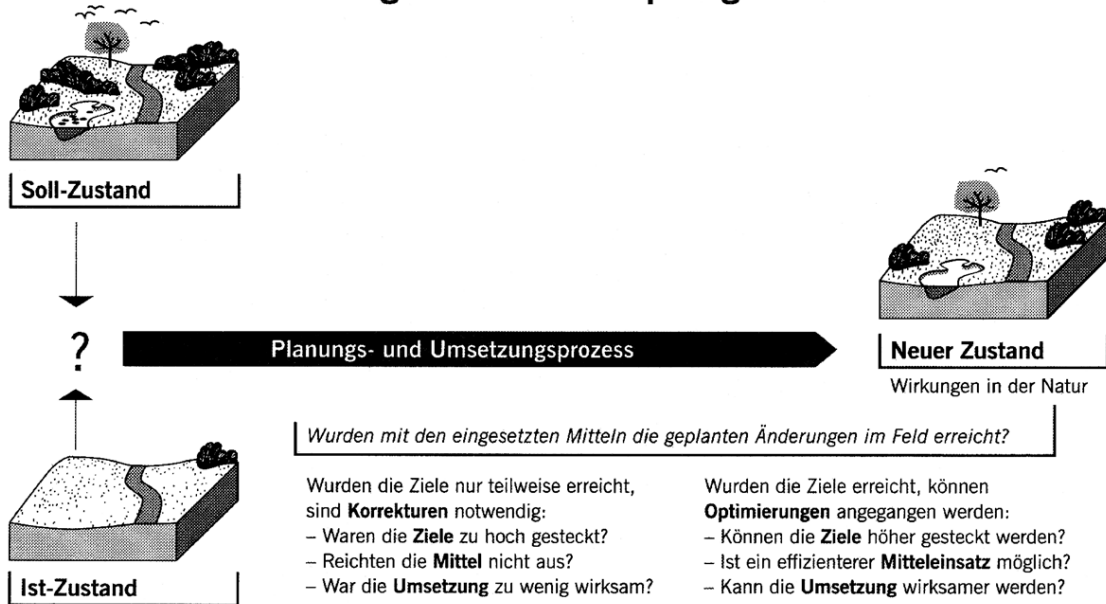 Soll-Zustand
?
Planungs- und Umsetzungsprozess
Neuer Zustand
Wirkungen in der Natur
Ist-Zustand
Wurden mit den eingesetzten Mitteln die geplanten Änderungen im Feld erreicht?
Wurden die Ziele nur teilweise erreicht,
sind Korrekturen notwendig:
– Waren die Ziele zu hoch gesteckt?
– Reichten die Mittel nicht aus?
– War die Umsetzung zu wenig wirksam?
Wurden die Ziele erreicht, können
Optimierungen angegangen werden:
– Können die Ziele höher gesteckt werden?
– Ist ein effizienterer Mitteleinsatz möglich?
– Kann die Umsetzung wirksamer werden?